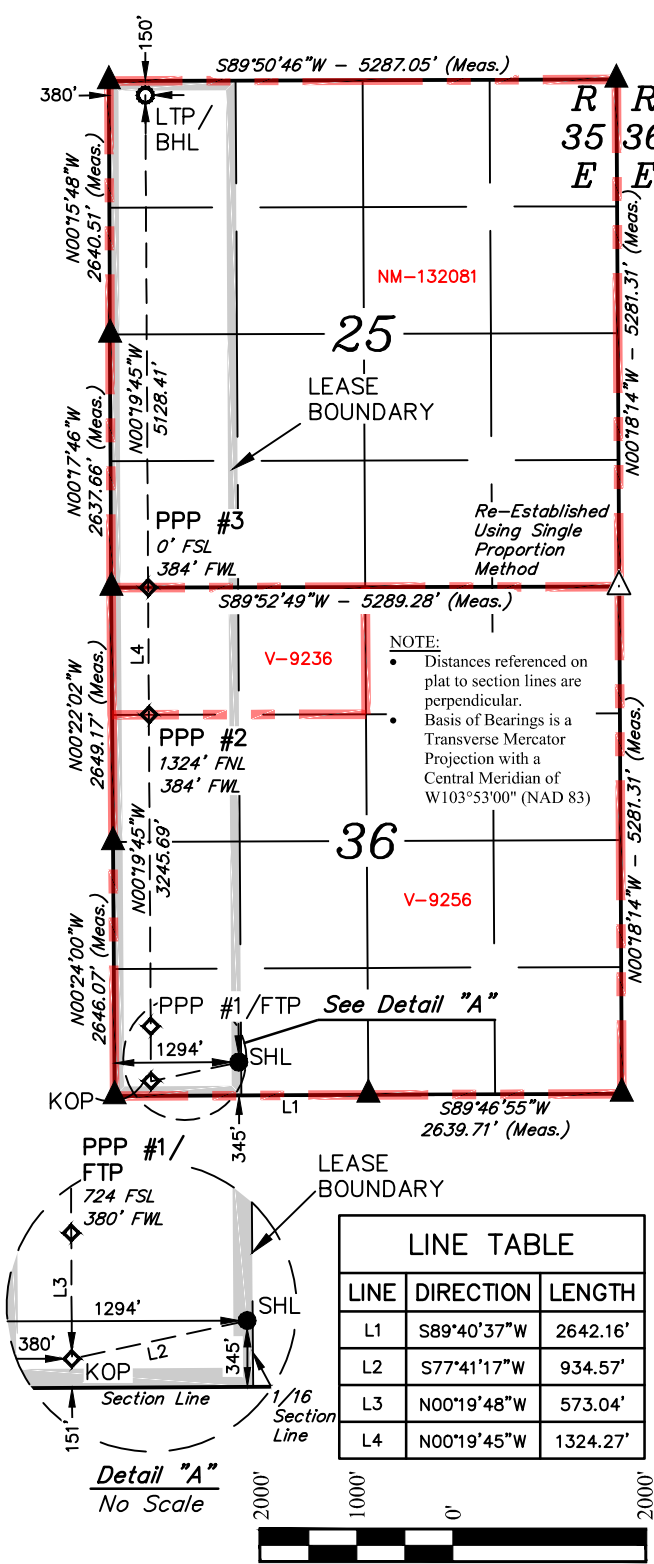 150'
S89°50'46"W – 5287.05' (Meas.)
380'
LTP/
BHL
R
35
E
R
36
E
N00°15'48"W
2640.51' (Meas.)
NM-132081
25
N00°18'14"W – 5281.31' (Meas.)
LEASE
BOUNDARY
N00°19'45"W
5128.41'
N00°17'46"W
2637.66' (Meas.)
PPP #3
0' FSL
384' FWL
Re-Established
Using Single
Proportion
Method
S89°52'49"W – 5289.28' (Meas.)
L4
V-9236
NOTE:
• Distances referenced on
plat to section lines are
perpendicular.
• Basis of Bearings is a
Transverse Mercator
Projection with a
Central Meridian of
W103°53'00" (NAD 83)
N00°22'02"W
2649.17' (Meas.)
PPP #2
1324' FNL
384' FWL
N00°19'45"W
3245.69'
36
V-9256
N00°18'14"W – 5281.31' (Meas.)
N00°24'00"W
2646.07' (Meas.)
PPP #1/FTP
See Detail "A"
1294'
SHL
KOP
L1
S89°46'55"W
2639.71' (Meas.)
345'
PPP #1/
FTP
724 FSL
380' FWL
LEASE
BOUNDARY
L3
1294'
SHL
380'
L2
345'
KOP
Section Line
1/16
Section
Line
151'
Detail "A"
No Scale
LINE TABLE
LINE DIRECTION LENGTH
L1 S89°40'37"W 2642.16'
L2 S77°41'17"W 934.57'
L3 N00°19'48"W 573.04'
L4 N00°19'45"W 1324.27'
2000' 1000' 0' 2000'